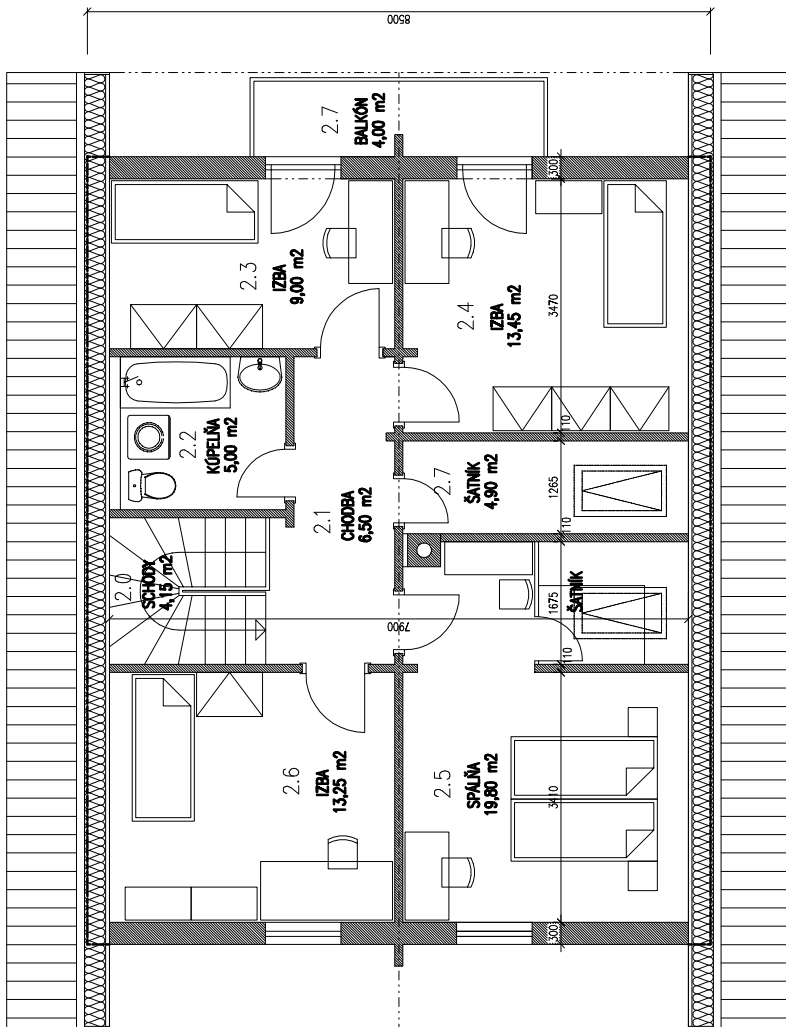 8500
2.7
BALKÓN
4,00 m2
300
2.3
IZBA
9,00 m2
2.4
IZBA
13,45 m2
3470
110
2.2
KÚPEĽŇA
5,00 m2
2.1
CHODBA
6,50 m2
2.7
ŠATNÍK
4,90 m2
1265
110
2.0
SCHODY
4,15 m2
ŠATNÍK
1675
7900
110
2.6
IZBA
13,25 m2
2.5
SPÁLŇA
19,80 m2
3410
300